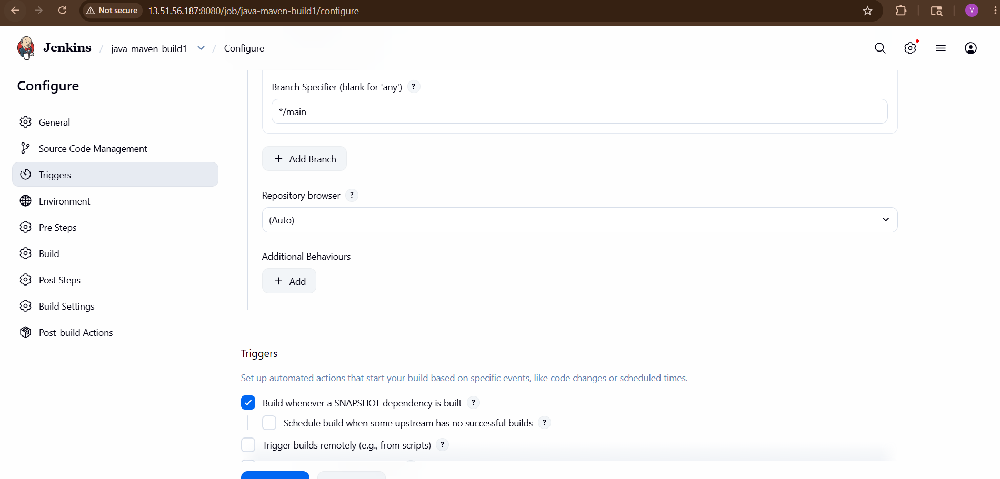 Not secure
13.51.56.187:8080/job/java-maven-build1/configure
V
Jenkins / java-maven-build1 / Configure
Configure
General
Source Code Management
Triggers
Environment
Pre Steps
Build
Post Steps
Build Settings
Post-build Actions
Branch Specifier (blank for 'any') ?
*/main
+ Add Branch
Repository browser ?
(Auto)
Additional Behaviours
+ Add
Triggers
Set up automated actions that start your build based on specific events, like code changes or scheduled times.
Build whenever a SNAPSHOT dependency is built ?
Schedule build when some upstream has no successful builds ?
Trigger builds remotely (e.g., from scripts) ?